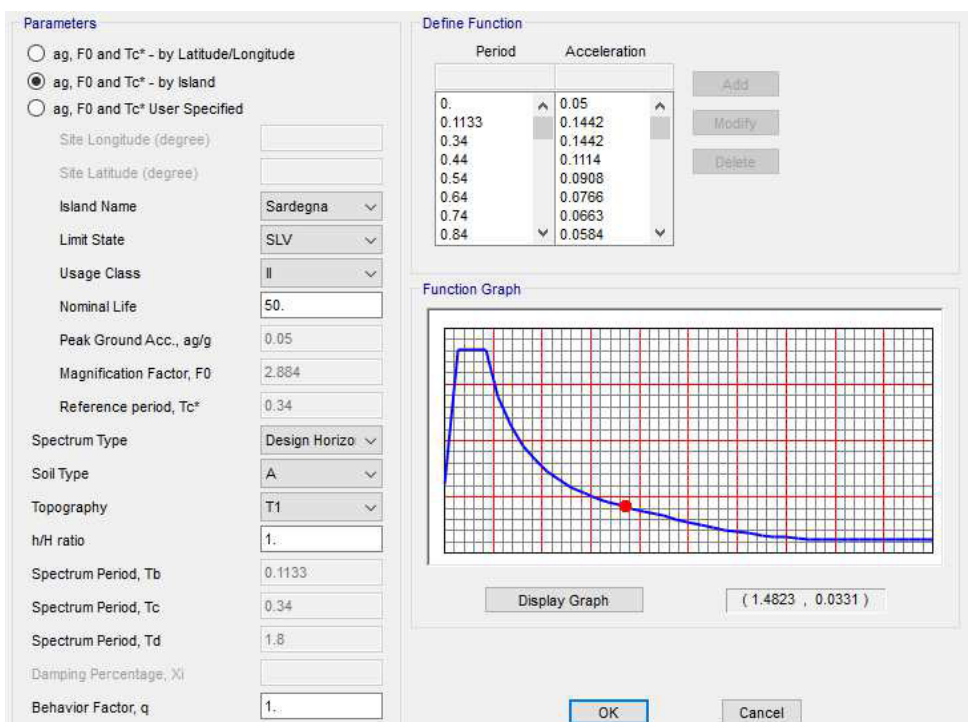 Parameters
ag, F0 and Tc* - by Latitude/Longitude
ag, F0 and Tc* - by Island
ag, F0 and Tc* User Specified
Site Longitude (degree)
Site Latitude (degree)
Island Name Sardegna
Limit State SLV
Usage Class II
Nominal Life 50.
Peak Ground Acc., ag/g 0.05
Magnification Factor, F0 2.884
Reference period, Tc* 0.34
Spectrum Type Design Horizo
Soil Type A
Topography T1
h/H ratio 1.
Spectrum Period, Tb 0.1133
Spectrum Period, Tc 0.34
Spectrum Period, Td 1.8
Damping Percentage, Xi
Behavior Factor, q 1.
Define Function
Period Acceleration
0. 0.05
0.1133 0.1442
0.34 0.1442
0.44 0.1114
0.54 0.0908
0.64 0.0766
0.74 0.0663
0.84 0.0584
Add
Modify
Delete
Function Graph
Display Graph ( 1.4823 , 0.0331 )
OK Cancel